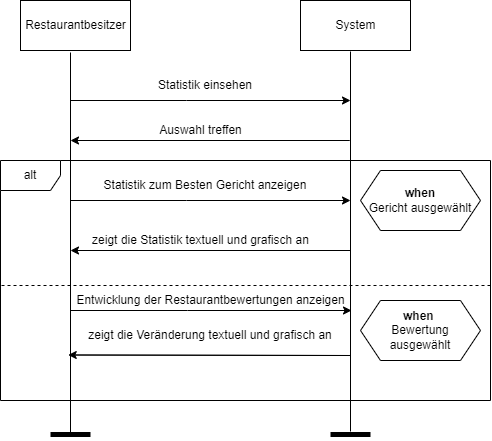 Restaurantbesitzer
System
Statistik einsehen
Auswahl treffen
alt
Statistik zum Besten Gericht anzeigen
when
Gericht ausgewählt
zeigt die Statistik textuell und grafisch an
Entwicklung der Restaurantbewertungen anzeigen
when
Bewertung
ausgewählt
zeigt die Veränderung textuell und grafisch an